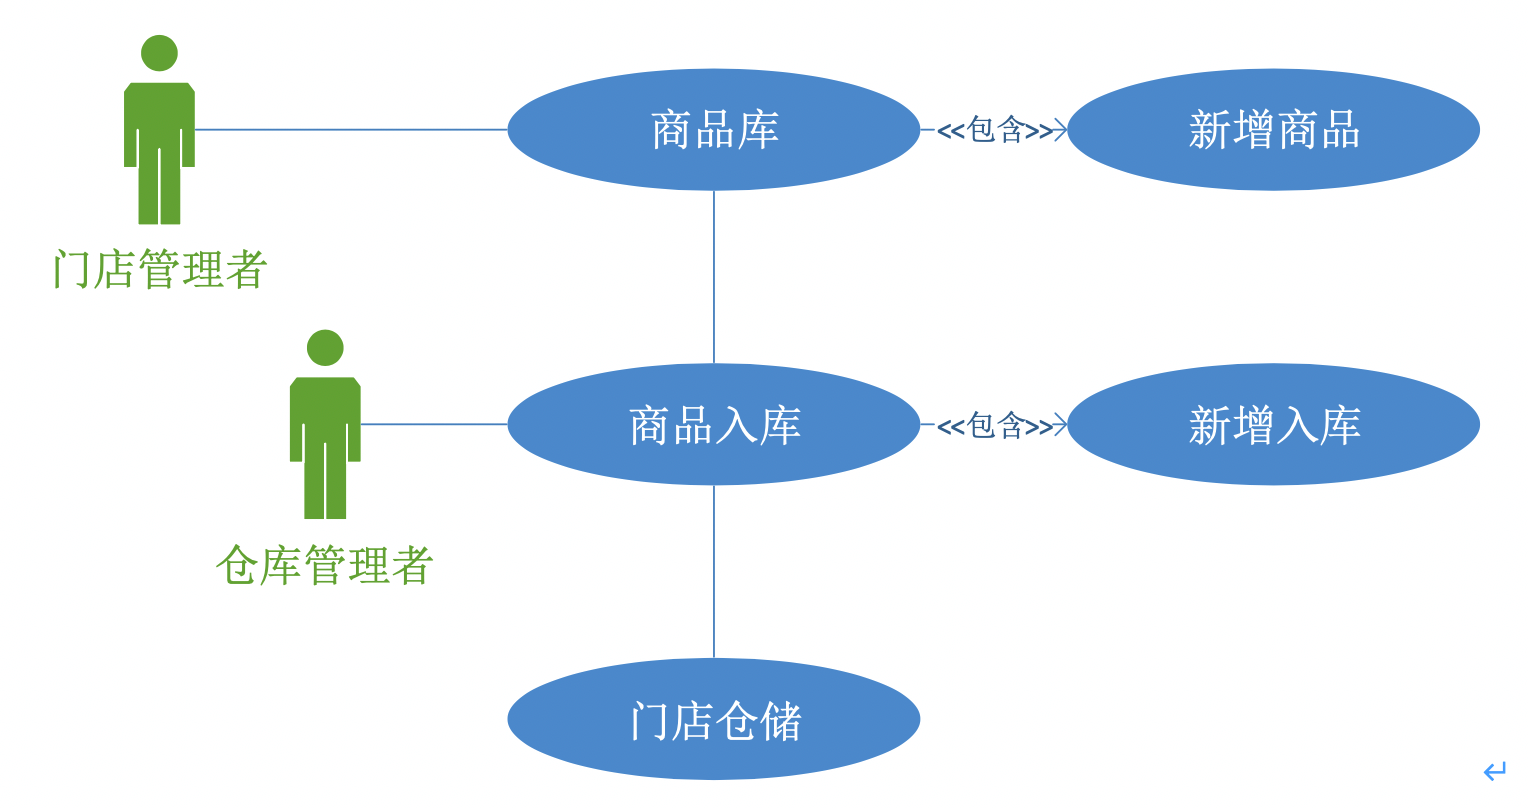 商品库
<<包含>>
新增商品
门店管理者
商品入库
<<包含>>
新增入库
仓库管理者
门店仓储